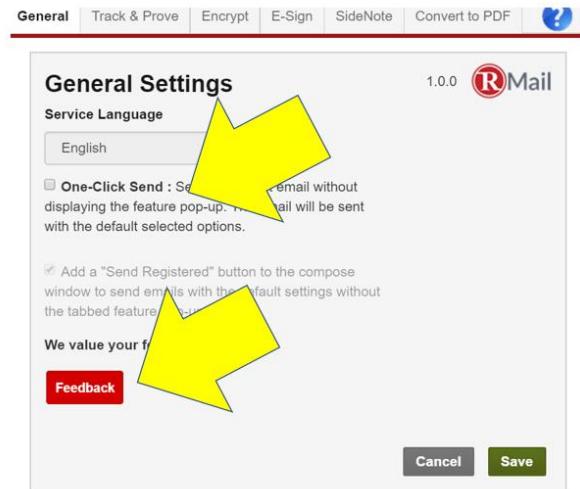 General Track & Prove Encrypt E-Sign SideNote Convert to PDF ?
General Settings 1.0.0 RMail
Service Language
English
One-Click Send : email without
displaying the feature pop-up. ail will be sent
with the default selected options.
Add a "Send Registered" button to the compose
window to send emails with the default settings without
the tabbed feature
We value your
Feedback
Cancel Save